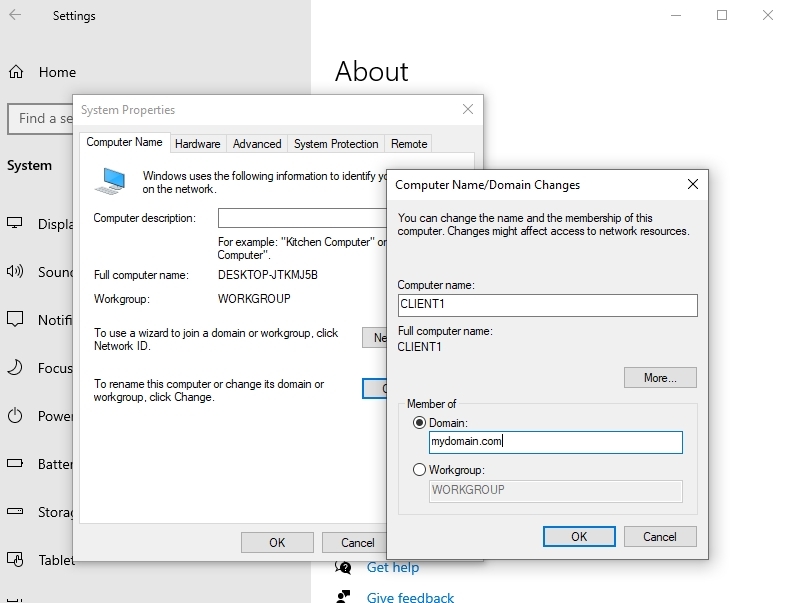 Settings
Home
Find a se
System
Displa
Sound
Notifi
Focus
Power
Batter
Storag
Tablet
About
System Properties
Computer Name
Hardware
Advanced
System Protection
Remote
Windows uses the following information to identify yo
on the network.
Computer description:
For example: "Kitchen Computer" or
Computer".
Full computer name:
DESKTOP-JTKMJ5B
Workgroup:
WORKGROUP
To use a wizard to join a domain or workgroup, click
Network ID.
Ne
To rename this computer or change its domain or
workgroup, click Change.
C
OK
Cancel
Computer Name/Domain Changes
You can change the name and the membership of this
computer. Changes might affect access to network resources.
Computer name:
CLIENT1
Full computer name:
CLIENT1
More...
Member of
Domain:
mydomain.com
Workgroup:
WORKGROUP
OK
Cancel
Get help
Give feedback